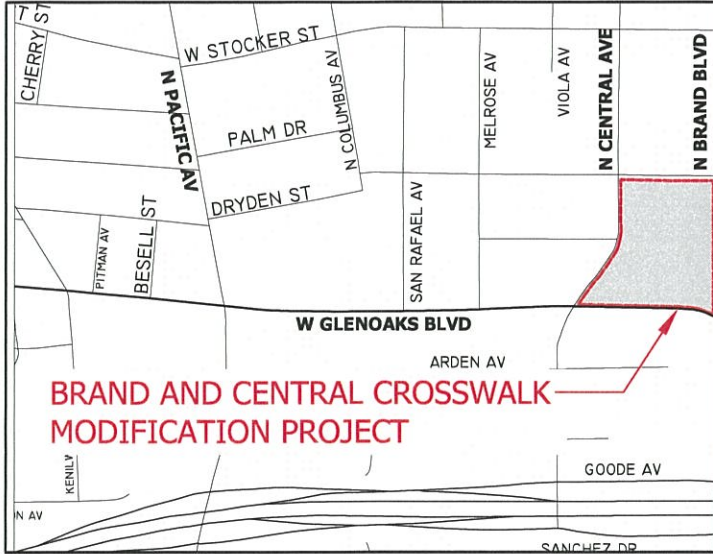 T
CHERRY ST
W STOCKER ST
N PACIFIC AV
PALM DR
N COLUMBUS AV
DRYDEN ST
MELROSE AV
VIOLA AV
N CENTRAL AVE
N BRAND BLVD
PITMAN AV
BESELL ST
SAN RAFAEL AV
W GLENOAKS BLVD
ARDEN AV
BRAND AND CENTRAL CROSSWALK
MODIFICATION PROJECT
KENILW
GOODE AV
N AV
SANCHEZ DR